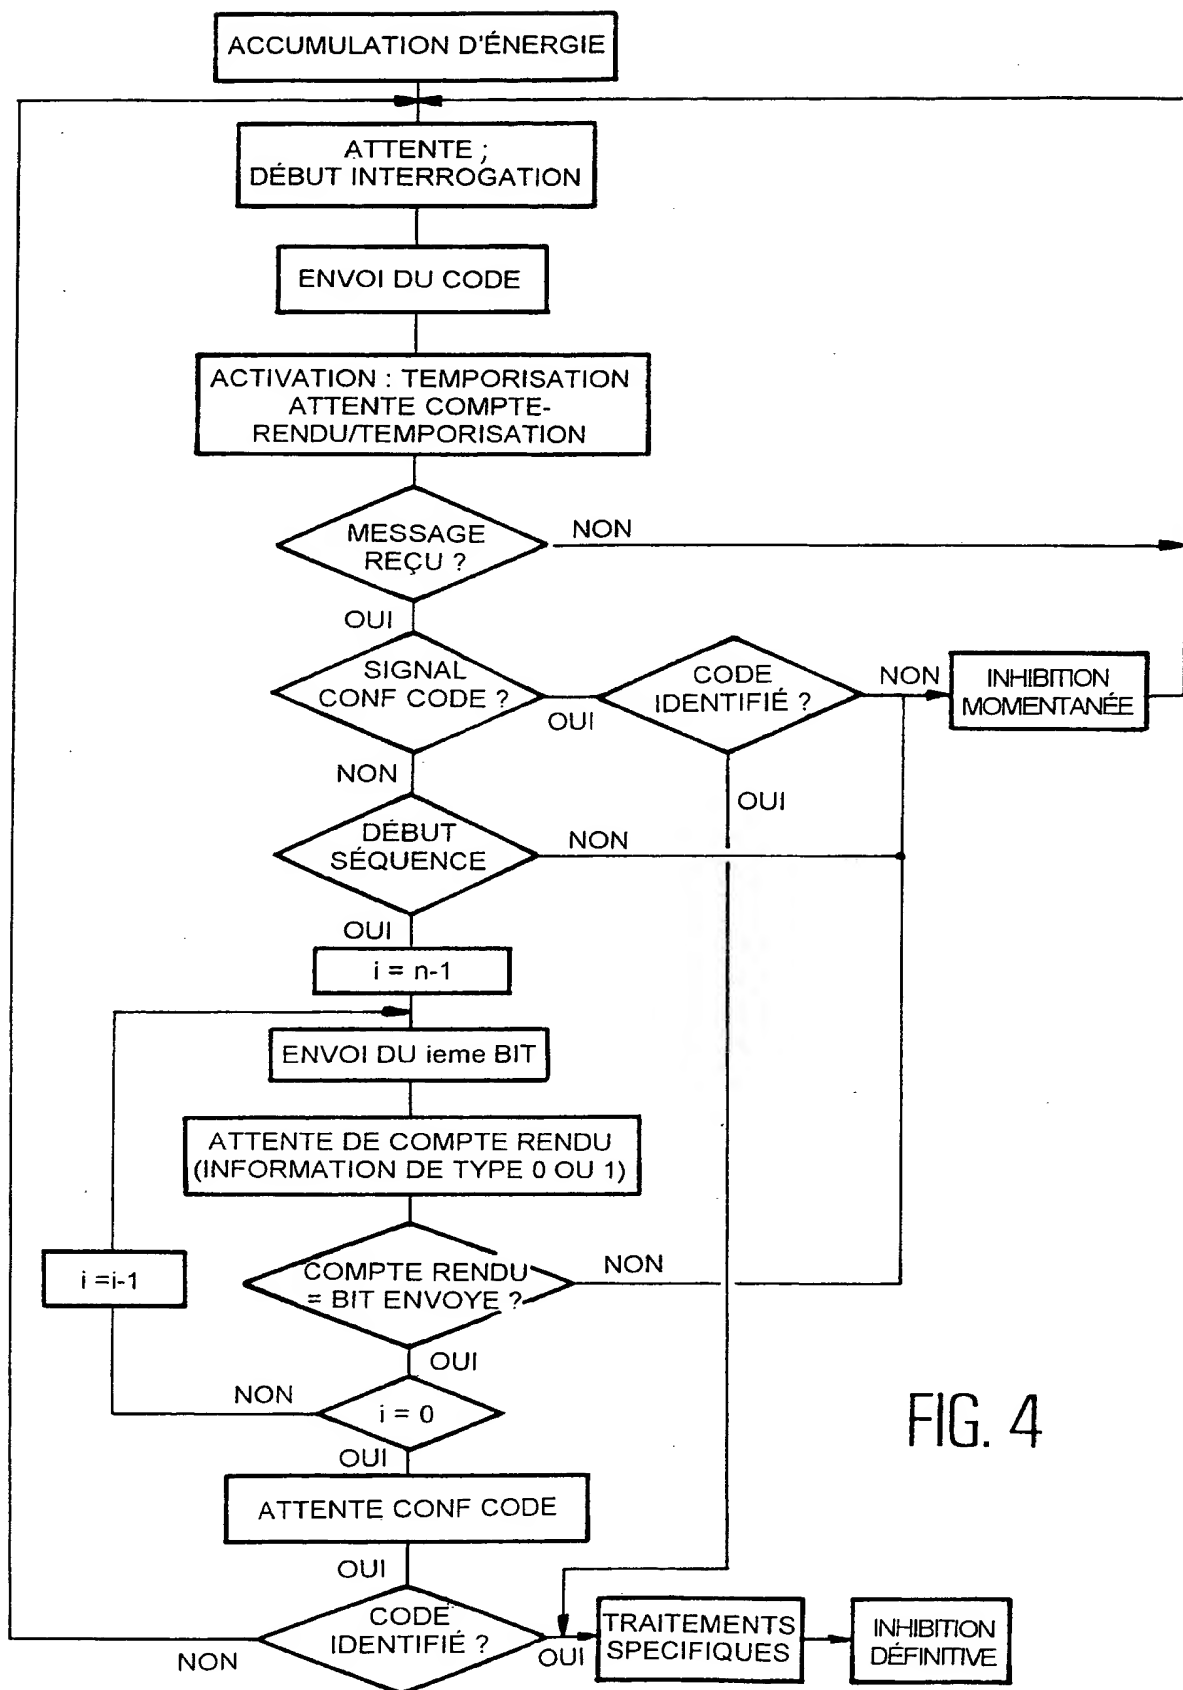 ACCUMULATION D'ÉNERGIE
ATTENTE ;
DÉBUT INTERROGATION
ENVOI DU CODE
ACTIVATION : TEMPORISATION
ATTENTE COMPTE-
RENDU/TEMPORISATION
MESSAGE
REÇU ?
NON
OUI
SIGNAL
CONF CODE ?
OUI
CODE
IDENTIFIÉ ?
NON
INHIBITION
MOMENTANÉE
NON
OUI
DÉBUT
SÉQUENCE
NON
OUI
i = n-1
ENVOI DU ieme BIT
ATTENTE DE COMPTE RENDU
(INFORMATION DE TYPE 0 OU 1)
i =i-1
COMPTE RENDU
= BIT ENVOYE ?
NON
OUI
NON
i = 0
OUI
FIG. 4
ATTENTE CONF CODE
OUI
CODE
IDENTIFIÉ ?
NON
OUI
TRAITEMENTS
SPECIFIQUES
INHIBITION
DÉFINITIVE